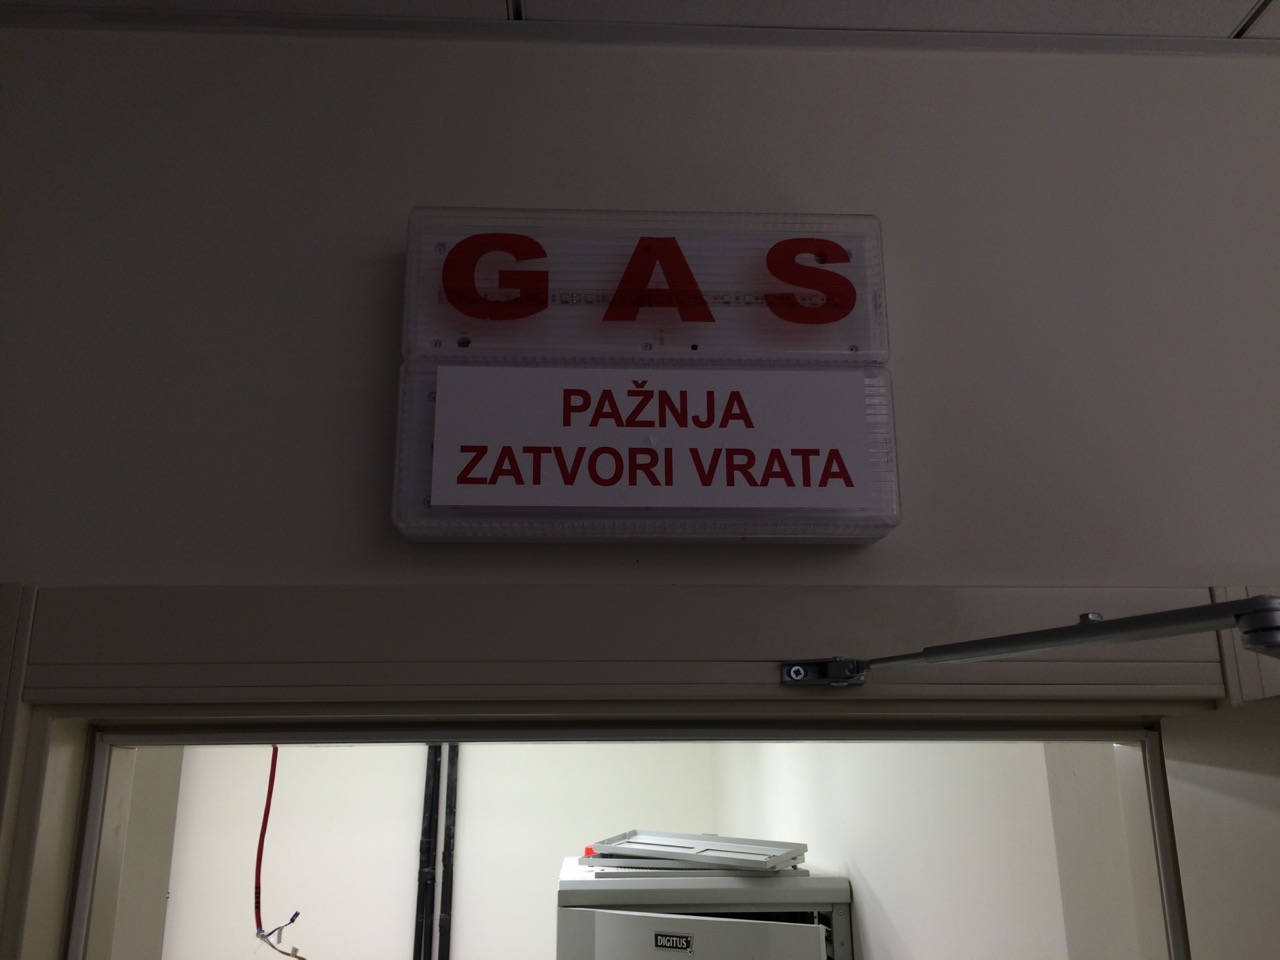 GAS
PAŽNJA
ZATVORI VRATA
DIGITUS